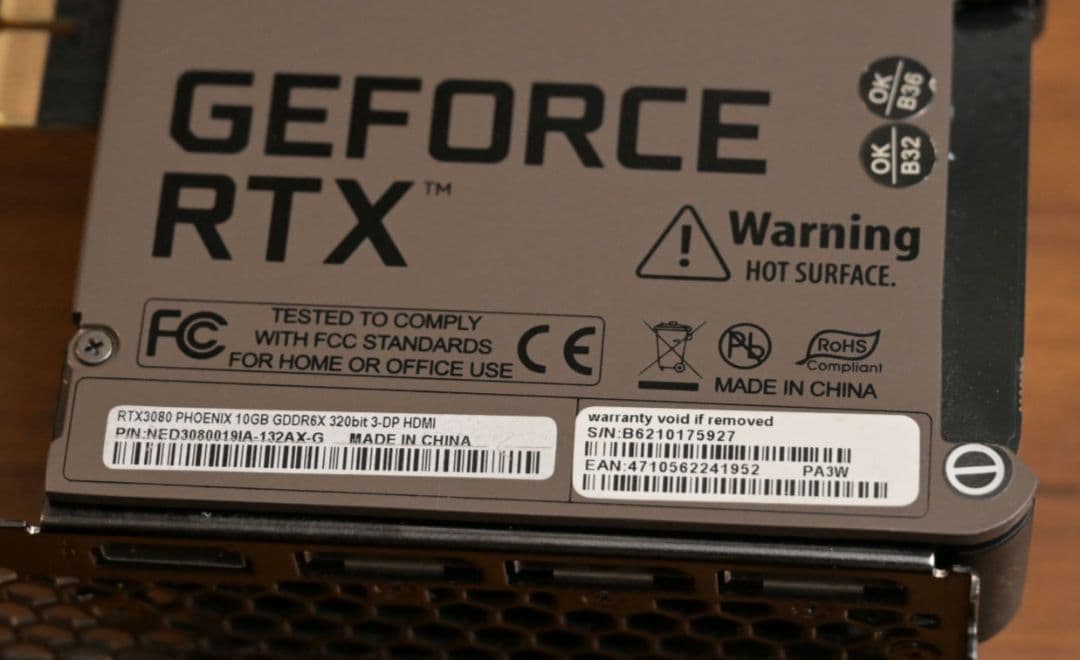 GEFORCE
RTX™
OK
B36
OK
B32
Warning
HOT SURFACE.
FC
TESTED TO COMPLY
WITH FCC STANDARDS
FOR HOME OR OFFICE USE
CE
Pb
RoHS
Compliant
MADE IN CHINA
RTX3080 PHOENIX 10GB GDDR6X 320bit 3-DP HDMI
P/N:NED3080019IA-132AX-G MADE IN CHINA
warranty void if removed
S/N:B6210175927
EAN:4710562241952 PA3W